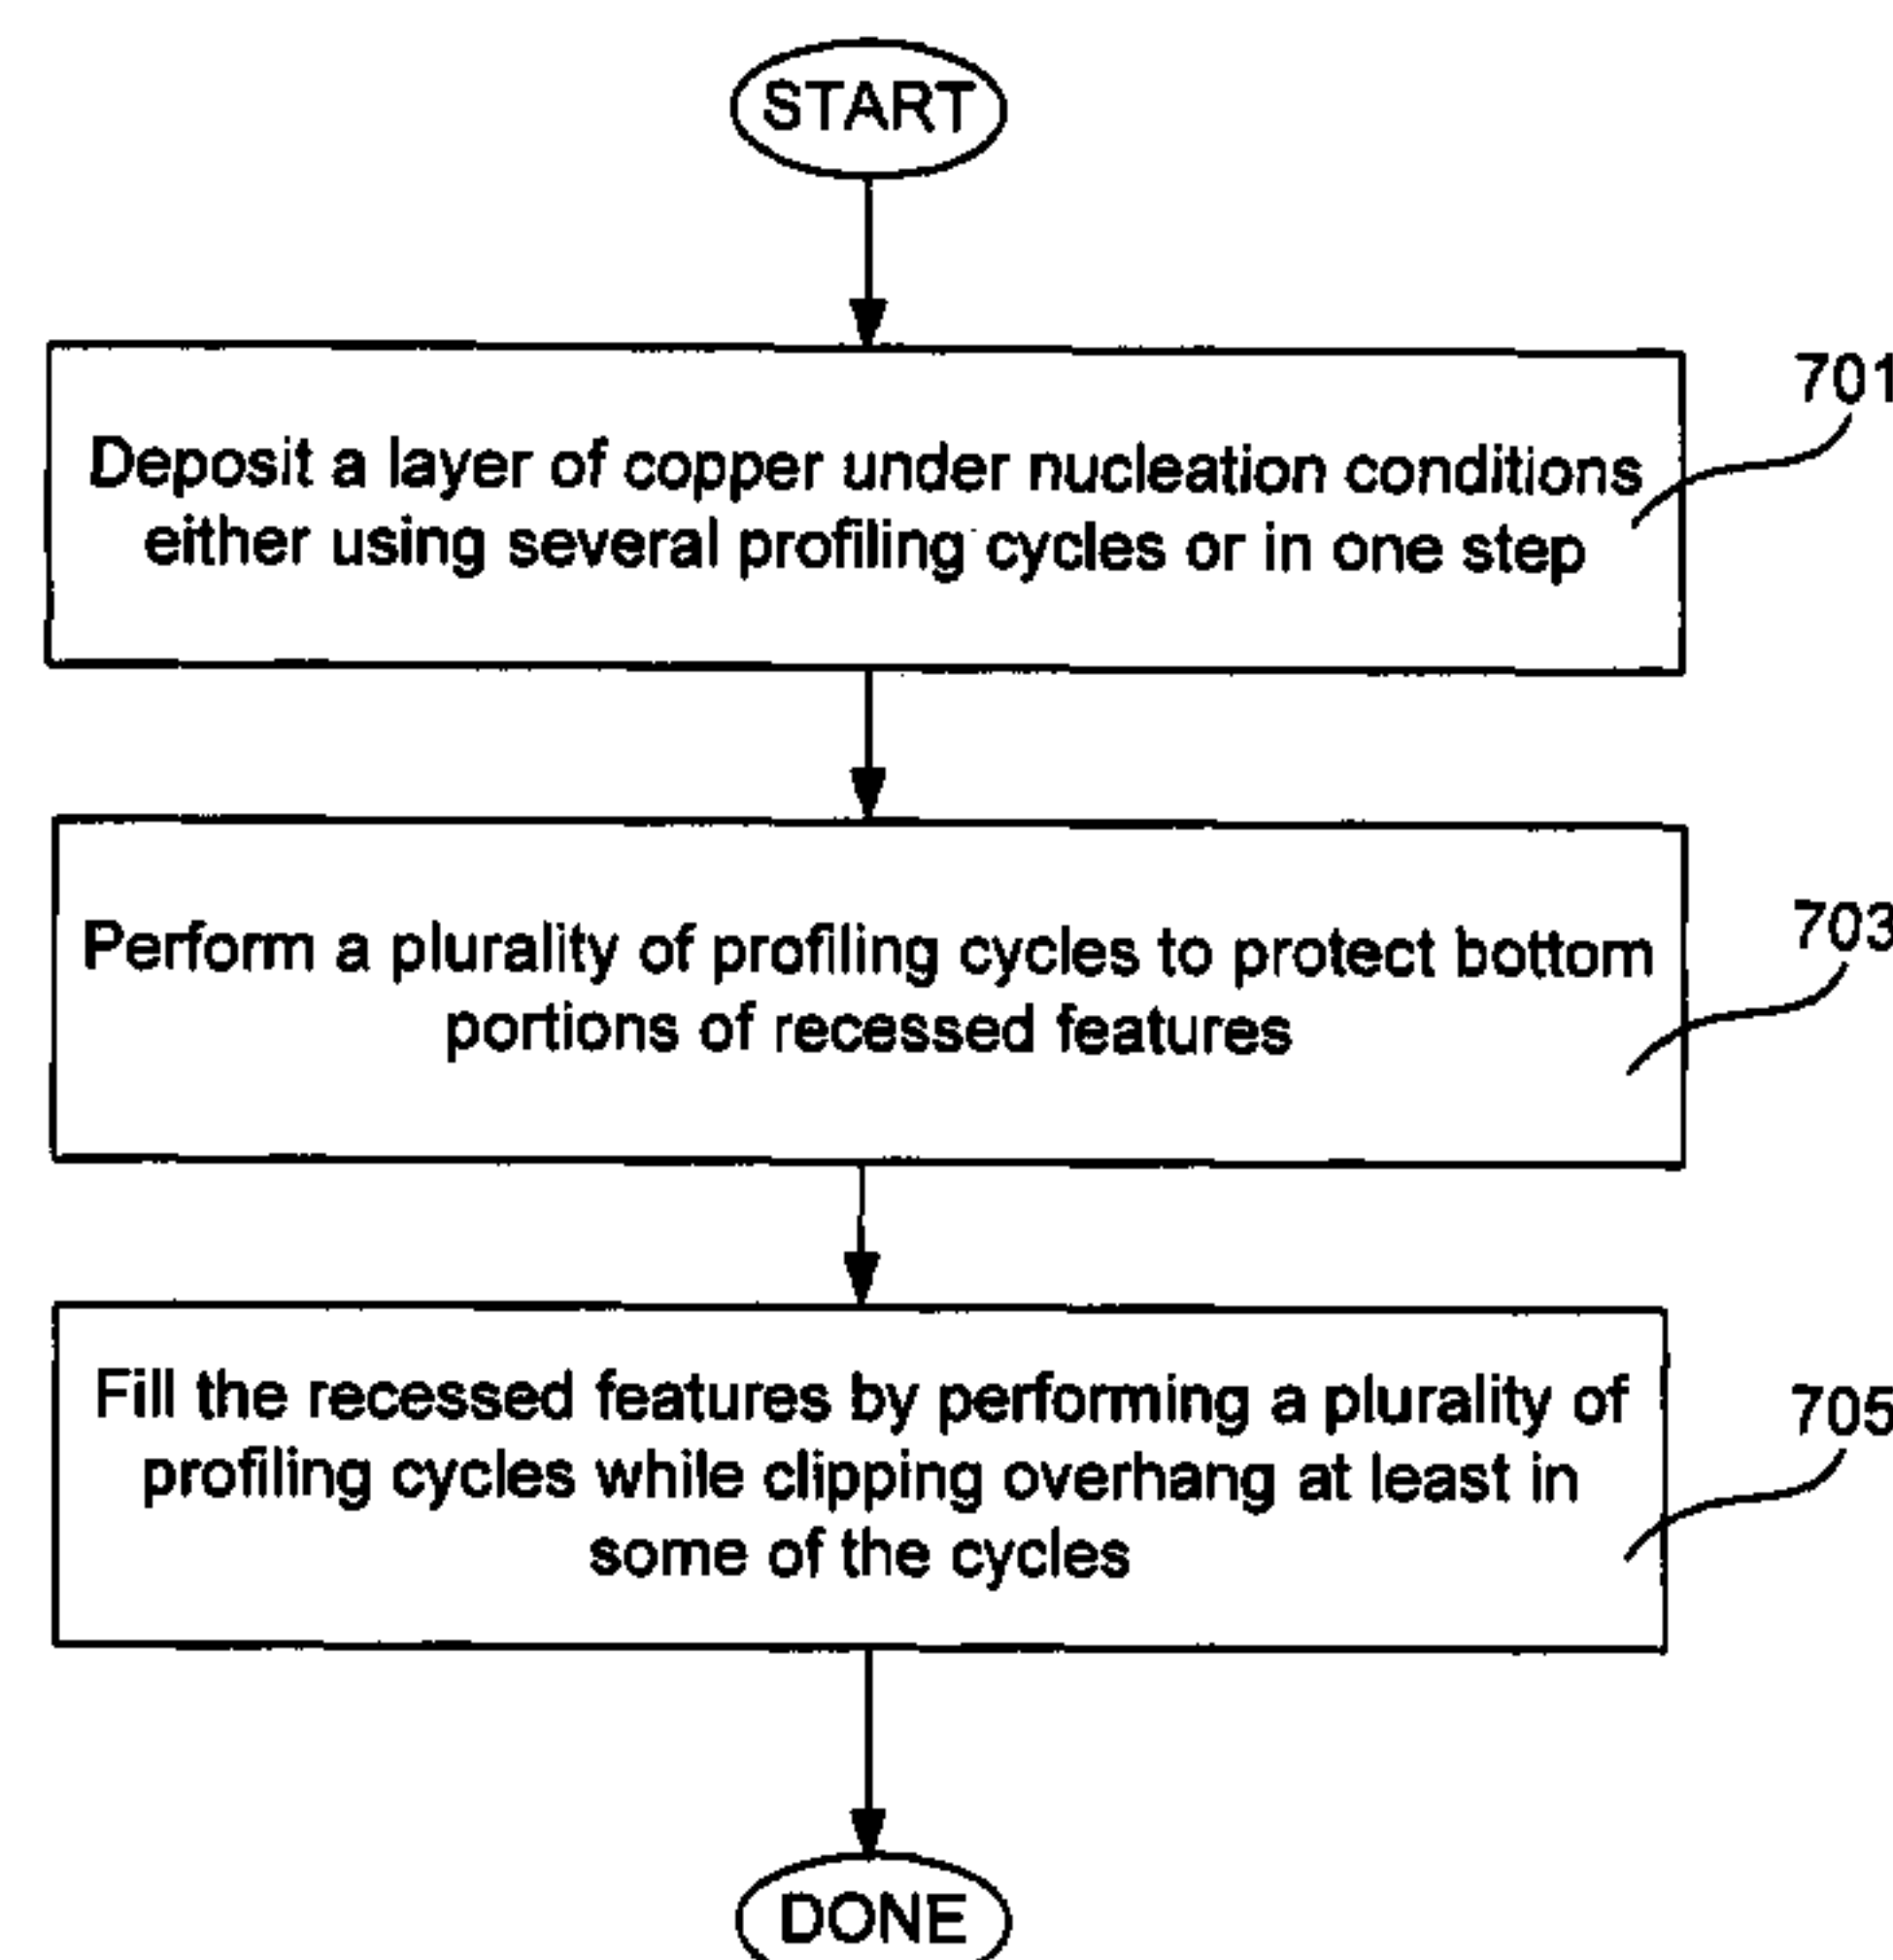 START
701
Deposit a layer of copper under nucleation conditions
either using several profiling cycles or in one step
703
Perform a plurality of profiling cycles to protect bottom
portions of recessed features
705
Fill the recessed features by performing a plurality of
profiling cycles while clipping overhang at least in
some of the cycles
DONE